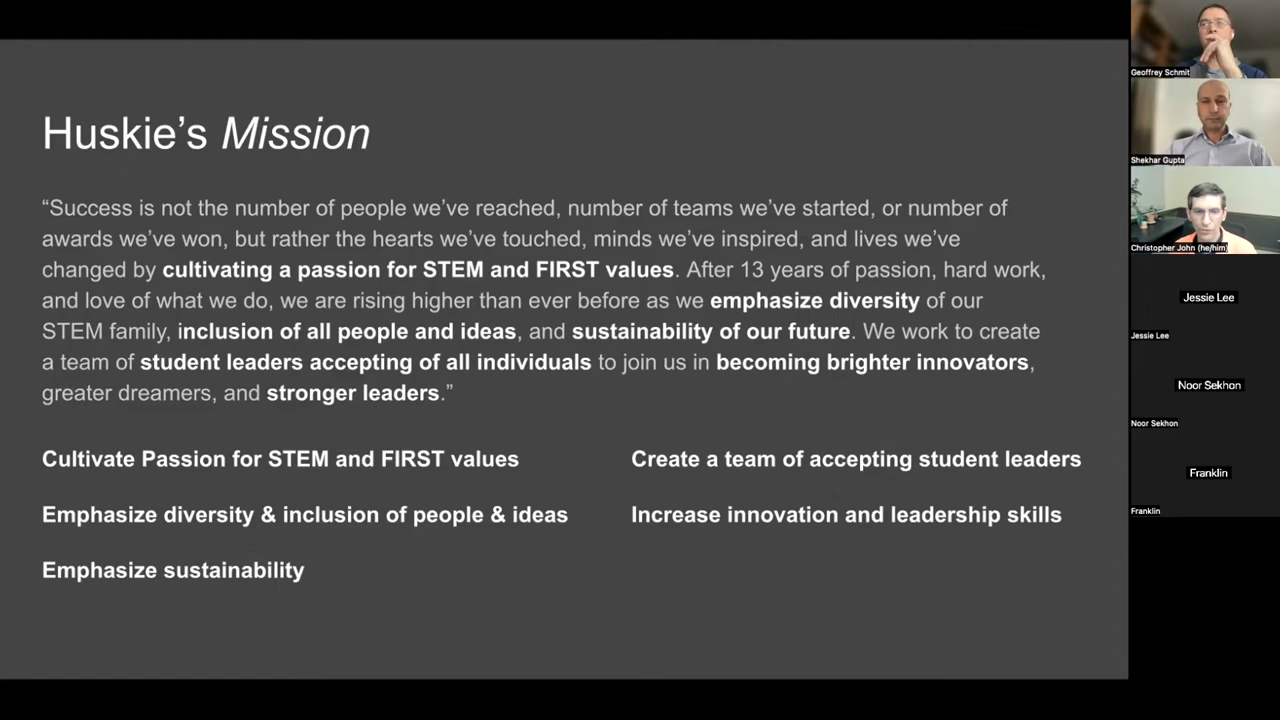 Huskie’s Mission
“Success is not the number of people we’ve reached, number of teams we’ve started, or number of
awards we’ve won, but rather the hearts we’ve touched, minds we’ve inspired, and lives we’ve
changed by cultivating a passion for STEM and FIRST values. After 13 years of passion, hard work,
and love of what we do, we are rising higher than ever before as we emphasize diversity of our
STEM family, inclusion of all people and ideas, and sustainability of our future. We work to create
a team of student leaders accepting of all individuals to join us in becoming brighter innovators,
greater dreamers, and stronger leaders.”
Cultivate Passion for STEM and FIRST values
Emphasize diversity & inclusion of people & ideas
Emphasize sustainability
Create a team of accepting student leaders
Increase innovation and leadership skills
Geoffrey Schmit
Shekhar Gupta
Christopher John (he/him)
Jessie Lee
Jessie Lee
Noor Sekhon
Noor Sekhon
Franklin
Franklin